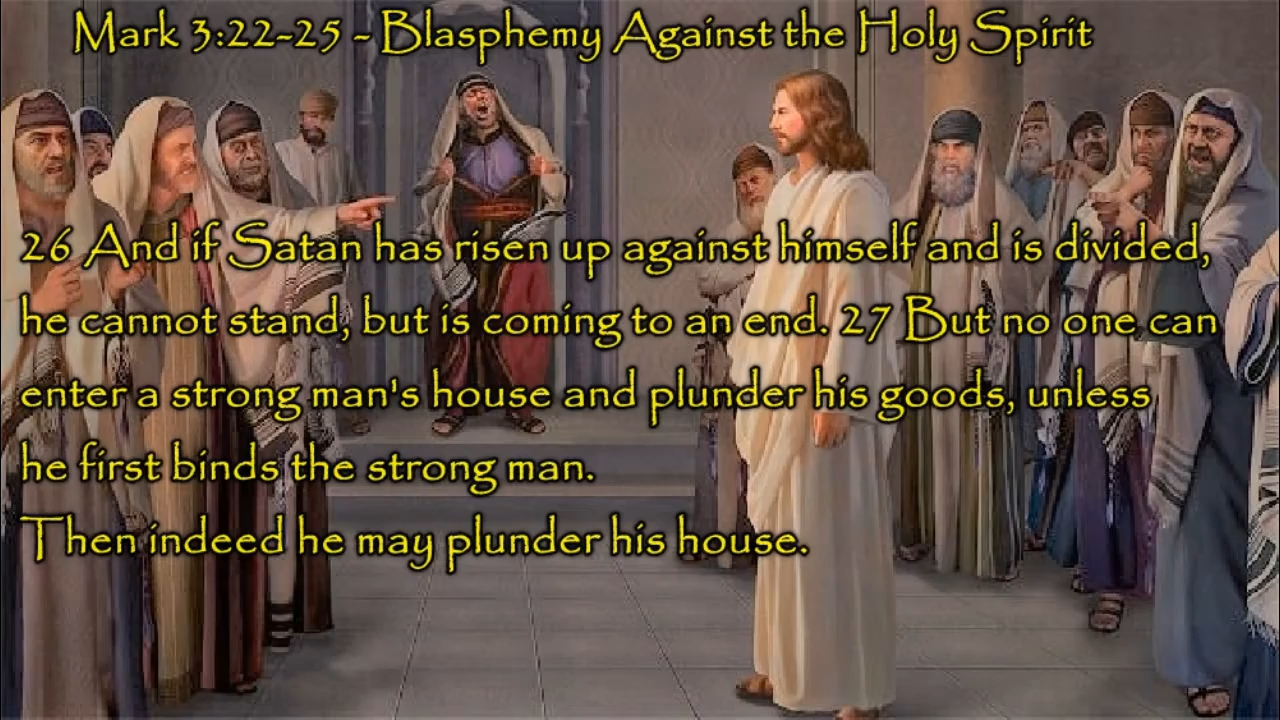 Mark 3:22-25 - Blasphemy Against the Holy Spirit
26 And if Satan has risen up against himself and is divided,
he cannot stand, but is coming to an end. 27 But no one can
enter a strong man's house and plunder his goods, unless
he first binds the strong man.
Then indeed he may plunder his house.